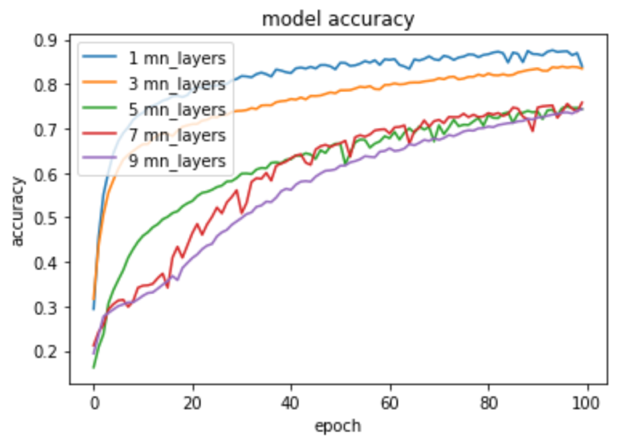 model accuracy
0.9
0.8
0.7
0.6
0.5
0.4
0.3
0.2
accuracy
1 mn_layers
3 mn_layers
5 mn_layers
7 mn_layers
9 mn_layers
0 20 40 60 80 100
epoch